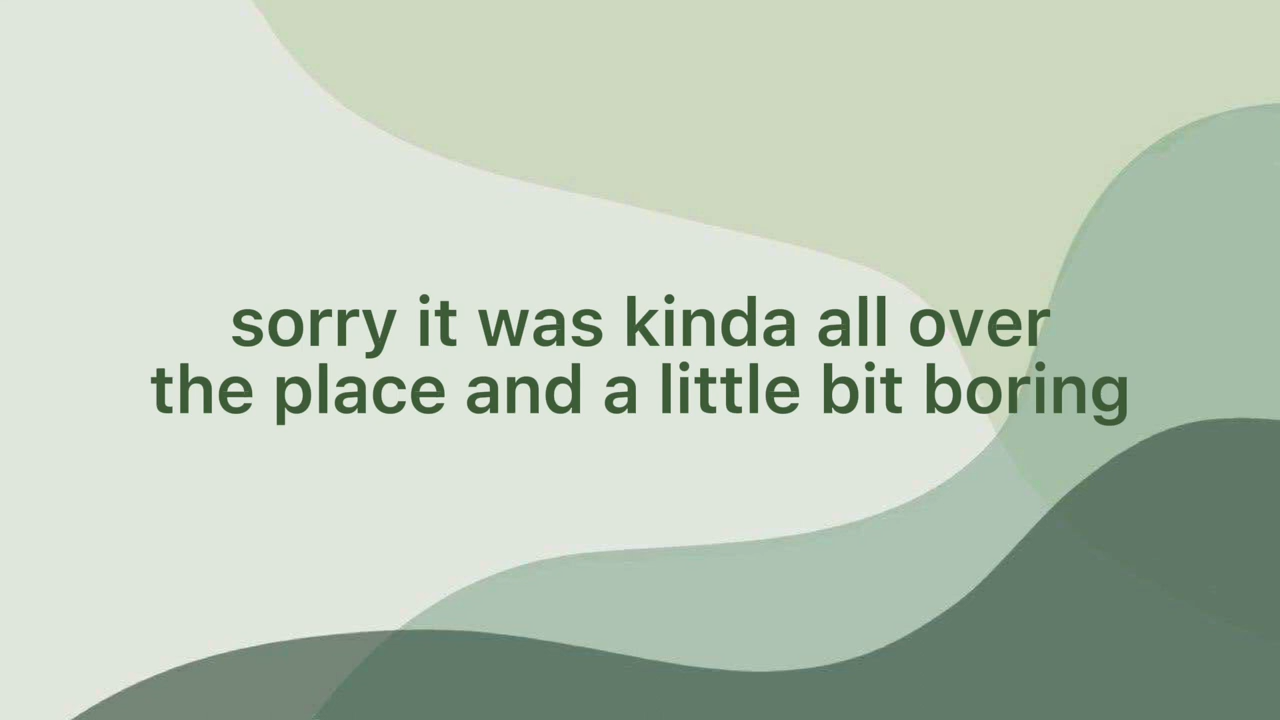 sorry it was kinda all over
the place and a little bit boring